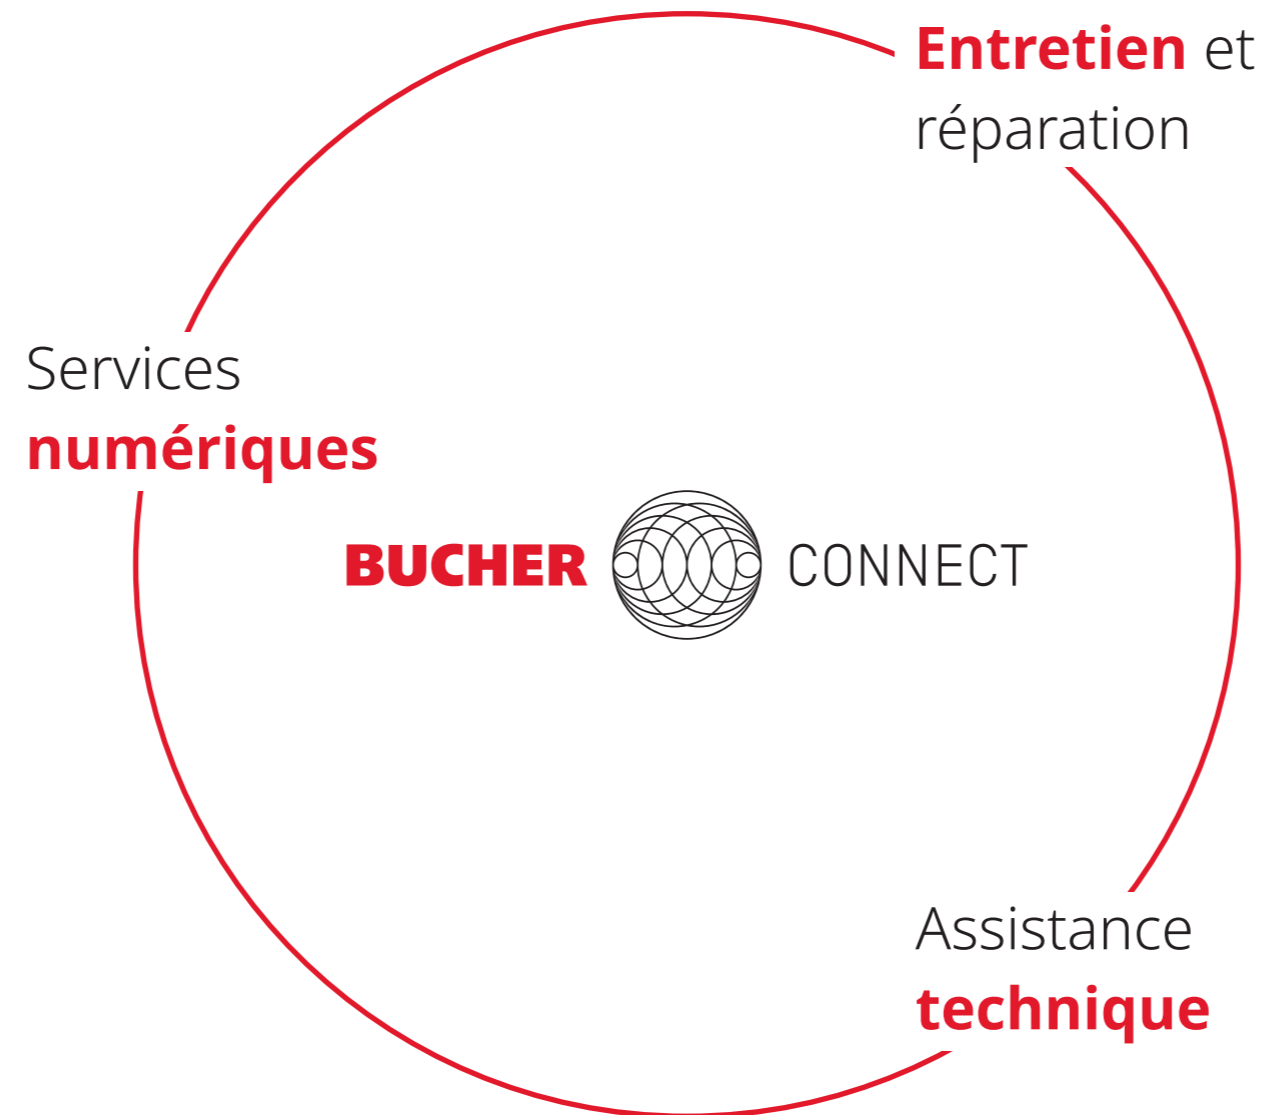 Entretien et
réparation
Services
numériques
BUCHER CONNECT
Assistance
technique